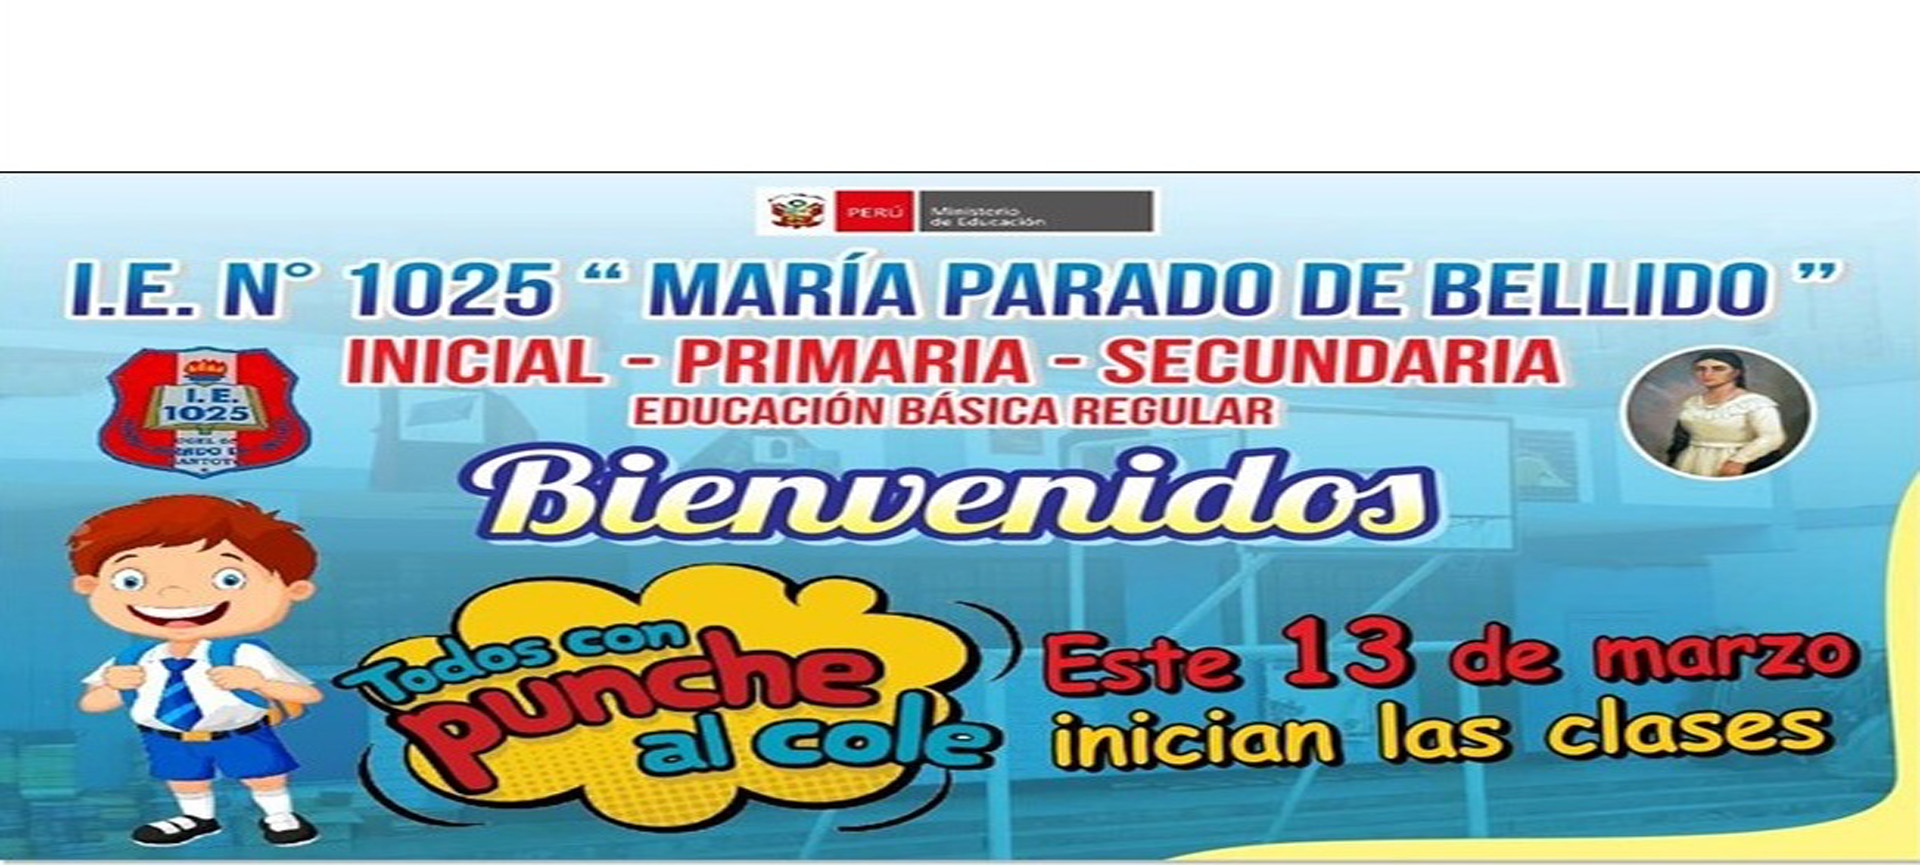 PERÚ
Ministerio
de Educación
I.E. N° 1025 “ MARÍA PARADO DE BELLIDO ”
INICIAL - PRIMARIA - SECUNDARIA
EDUCACIÓN BÁSICA REGULAR
I.E.
1025
Bienvenidos
Todos con
punche
al cole
Este 13 de marzo
inician las clases